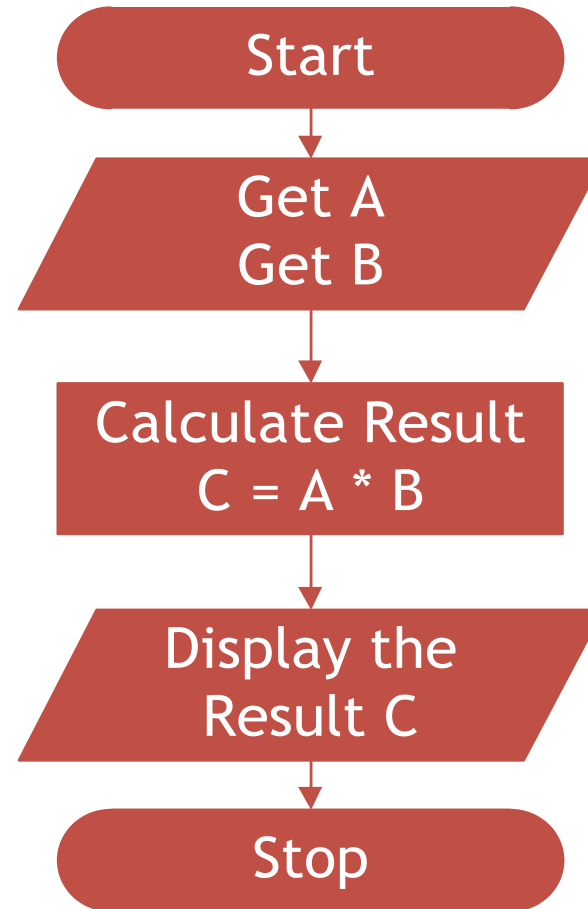 Start
Get A
Get B
Calculate Result
C = A * B
Display the
Result C
Stop